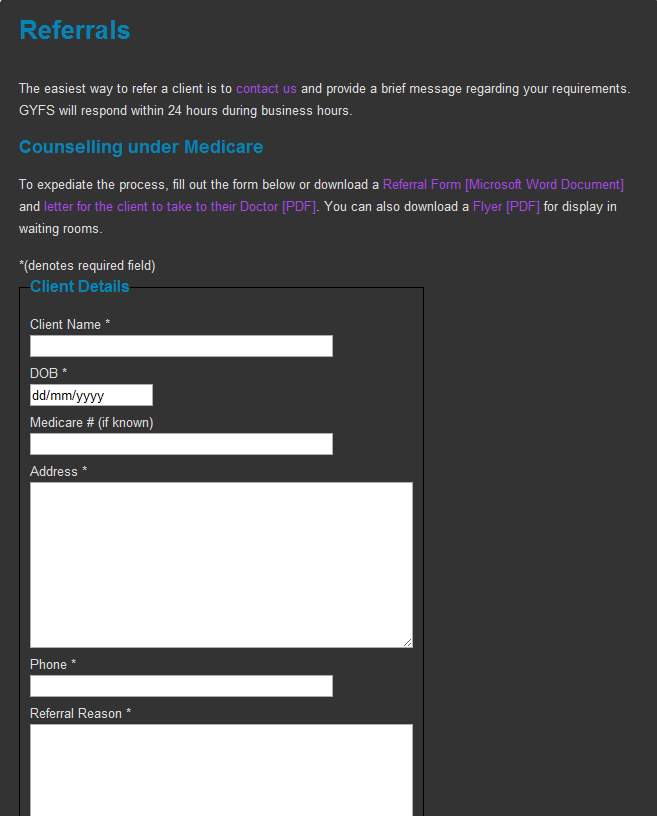 Referrals
The easiest way to refer a client is to contact us and provide a brief message regarding your requirements.
GYFS will respond within 24 hours during business hours.
Counselling under Medicare
To expediate the process, fill out the form below or download a Referral Form [Microsoft Word Document]
and letter for the client to take to their Doctor [PDF]. You can also download a Flyer [PDF] for display in
waiting rooms.
*(denotes required field)
Client Details
Client Name *
DOB *
dd/mm/yyyy
Medicare # (if known)
Address *
Phone *
Referral Reason *